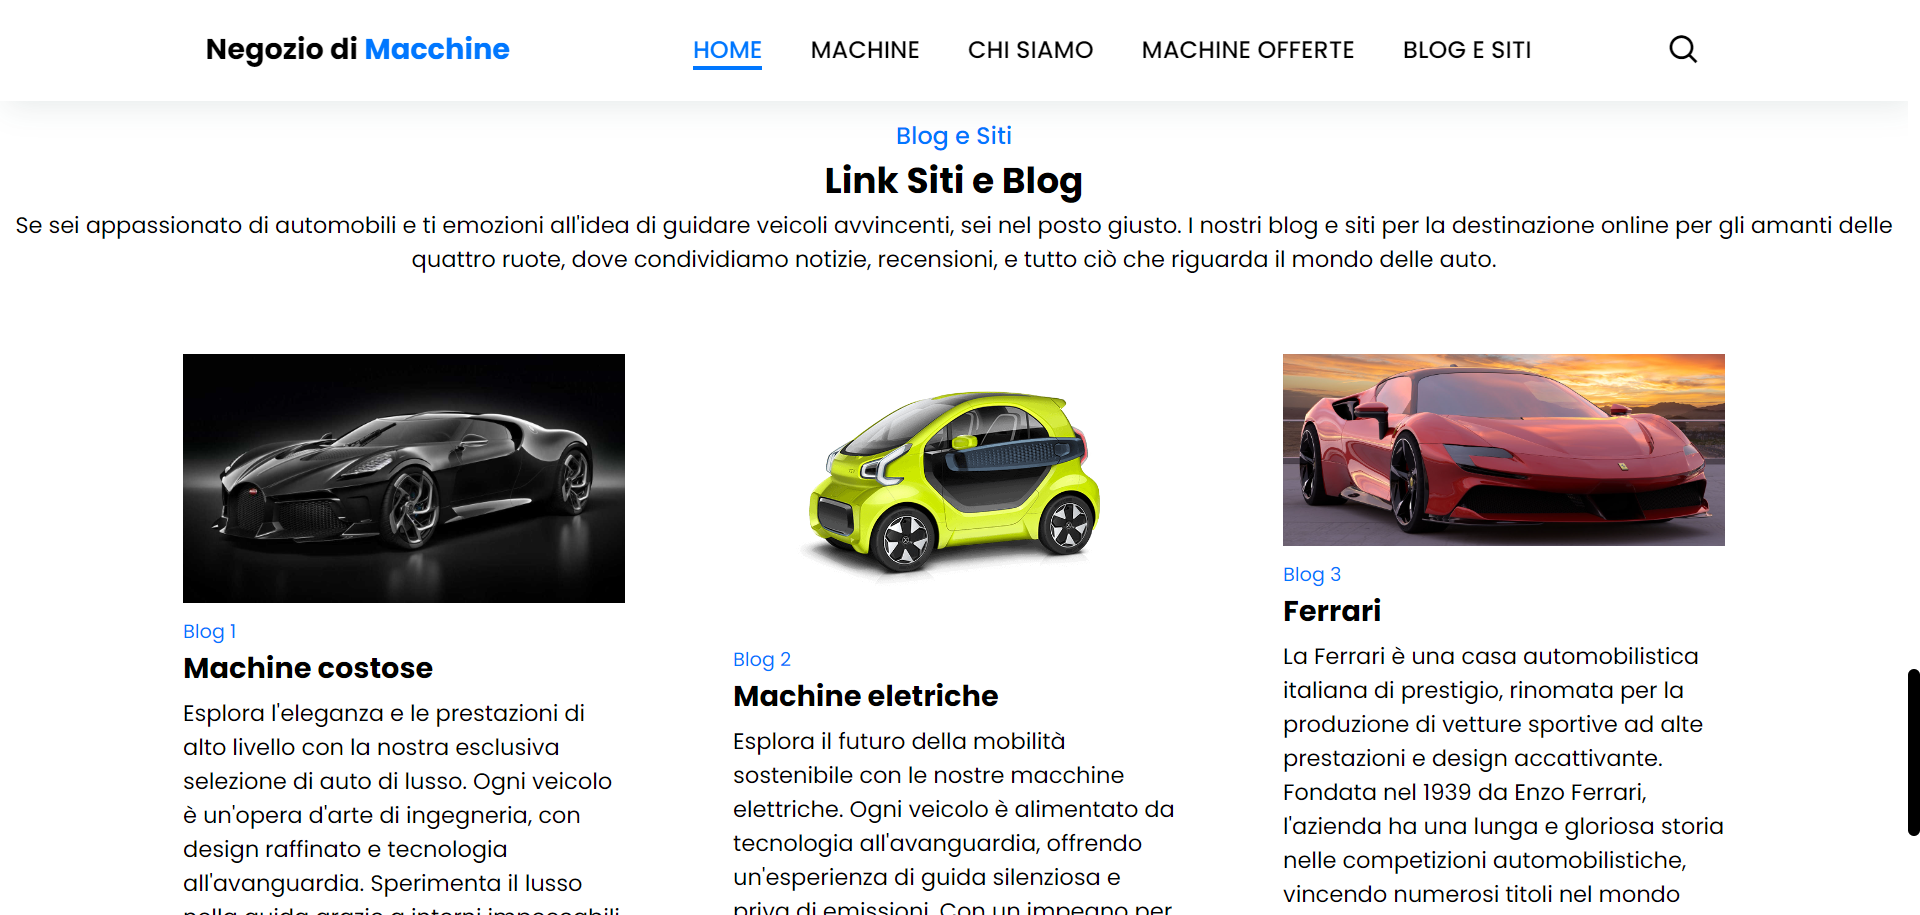 Negozio di Macchine
HOME
MACHINE
CHI SIAMO
MACHINE OFFERTE
BLOG E SITI
Blog e Siti
Link Siti e Blog
Se sei appassionato di automobili e ti emozioni all'idea di guidare veicoli avvincenti, sei nel posto giusto. I nostri blog e siti per la destinazione online per gli amanti delle
quattro ruote, dove condividiamo notizie, recensioni, e tutto ciò che riguarda il mondo delle auto.
Blog 1
Machine costose
Esplora l'eleganza e le prestazioni di
alto livello con la nostra esclusiva
selezione di auto di lusso. Ogni veicolo
è un'opera d'arte di ingegneria, con
design raffinato e tecnologia
all'avanguardia. Sperimenta il lusso
nella guida grazie a interni impeccabili
Blog 2
Machine eletriche
Esplora il futuro della mobilità
sostenibile con le nostre macchine
elettriche. Ogni veicolo è alimentato da
tecnologia all'avanguardia, offrendo
un'esperienza di guida silenziosa e
priva di emissioni. Con un impegno per
Blog 3
Ferrari
La Ferrari è una casa automobilistica
italiana di prestigio, rinomata per la
produzione di vetture sportive ad alte
prestazioni e design accattivante.
Fondata nel 1939 da Enzo Ferrari,
l'azienda ha una lunga e gloriosa storia
nelle competizioni automobilistiche,
vincendo numerosi titoli nel mondo